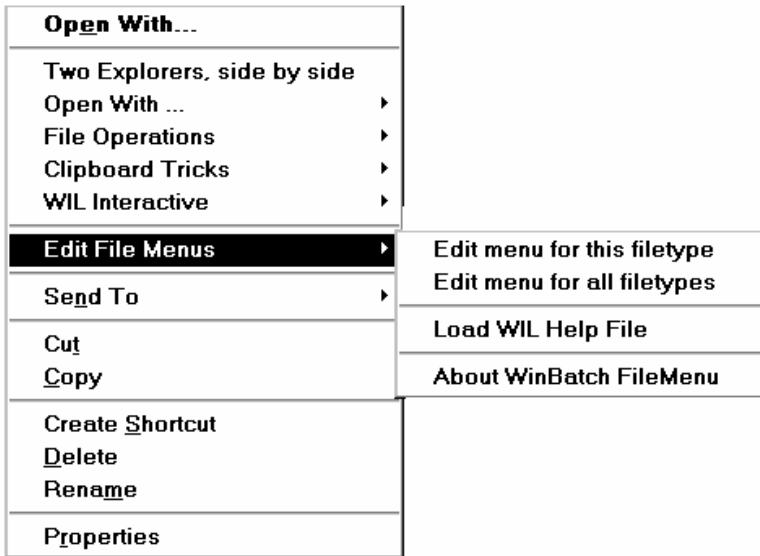 Open With...
Two Explorers, side by side
Open With ...
File Operations
Clipboard Tricks
WIL Interactive
Edit File Menus
Send To
Cut
Copy
Create Shortcut
Delete
Rename
Properties
Edit menu for this filetype
Edit menu for all filetypes
Load WIL Help File
About WinBatch FileMenu